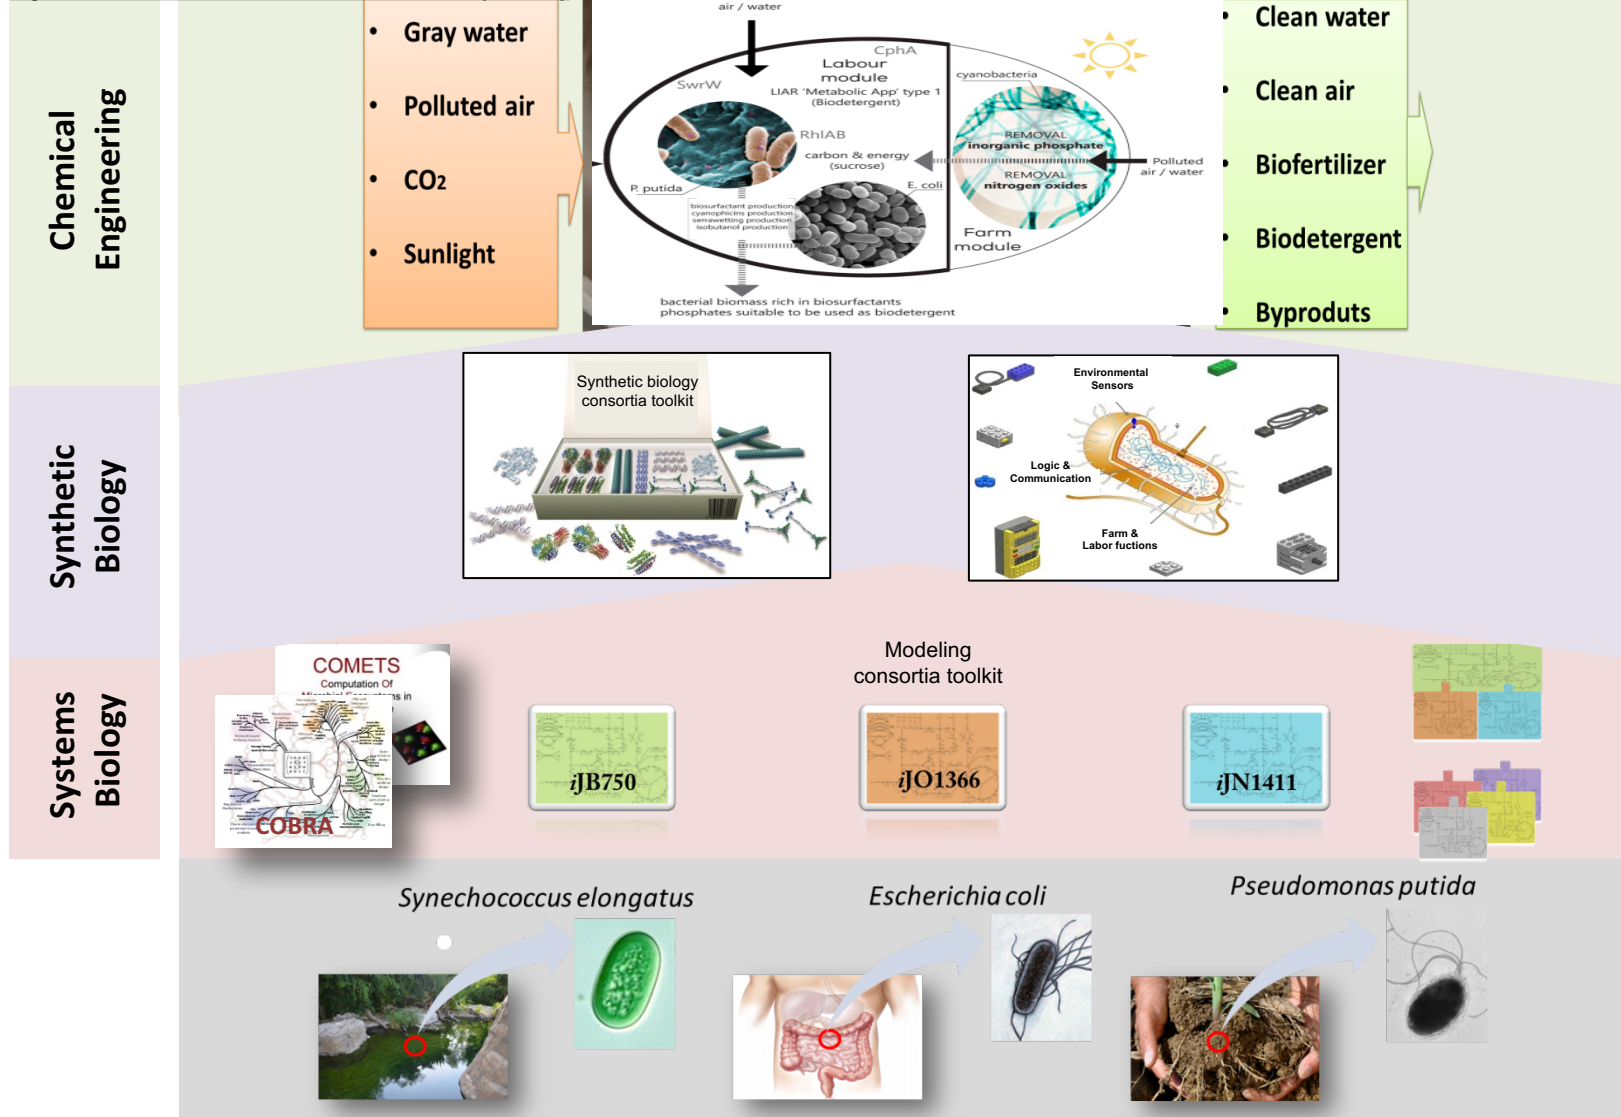 Chemical
Engineering
• Gray water
• Polluted air
• CO2
• Sunlight
air / water
CphA
Labour
module
LIAR 'Metabolic App' type 1
(Biodetergent)
SwrW
RhlAB
carbon & energy
(sucrose)
P. putida
E. coli
biosurfactant production
cyanophicins production
serrawetting production
isobutanol production
cyanobacteria
REMOVAL
inorganic phosphate
REMOVAL
nitrogen oxides
Polluted
air / water
Farm
module
bacterial biomass rich in biosurfactants
phosphates suitable to be used as biodetergent
• Clean water
• Clean air
• Biofertilizer
• Biodetergent
• Byproduts
Synthetic
Biology
Synthetic biology
consortia toolkit
Environmental
Sensors
Logic &
Communication
Farm &
Labor fuctions
Systems
Biology
COMETS
Computation Of
Microbial Ecosystems in
COBRA
Modeling
consortia toolkit
iJB750
iJO1366
iJN1411
Synechococcus elongatus
Escherichia coli
Pseudomonas putida